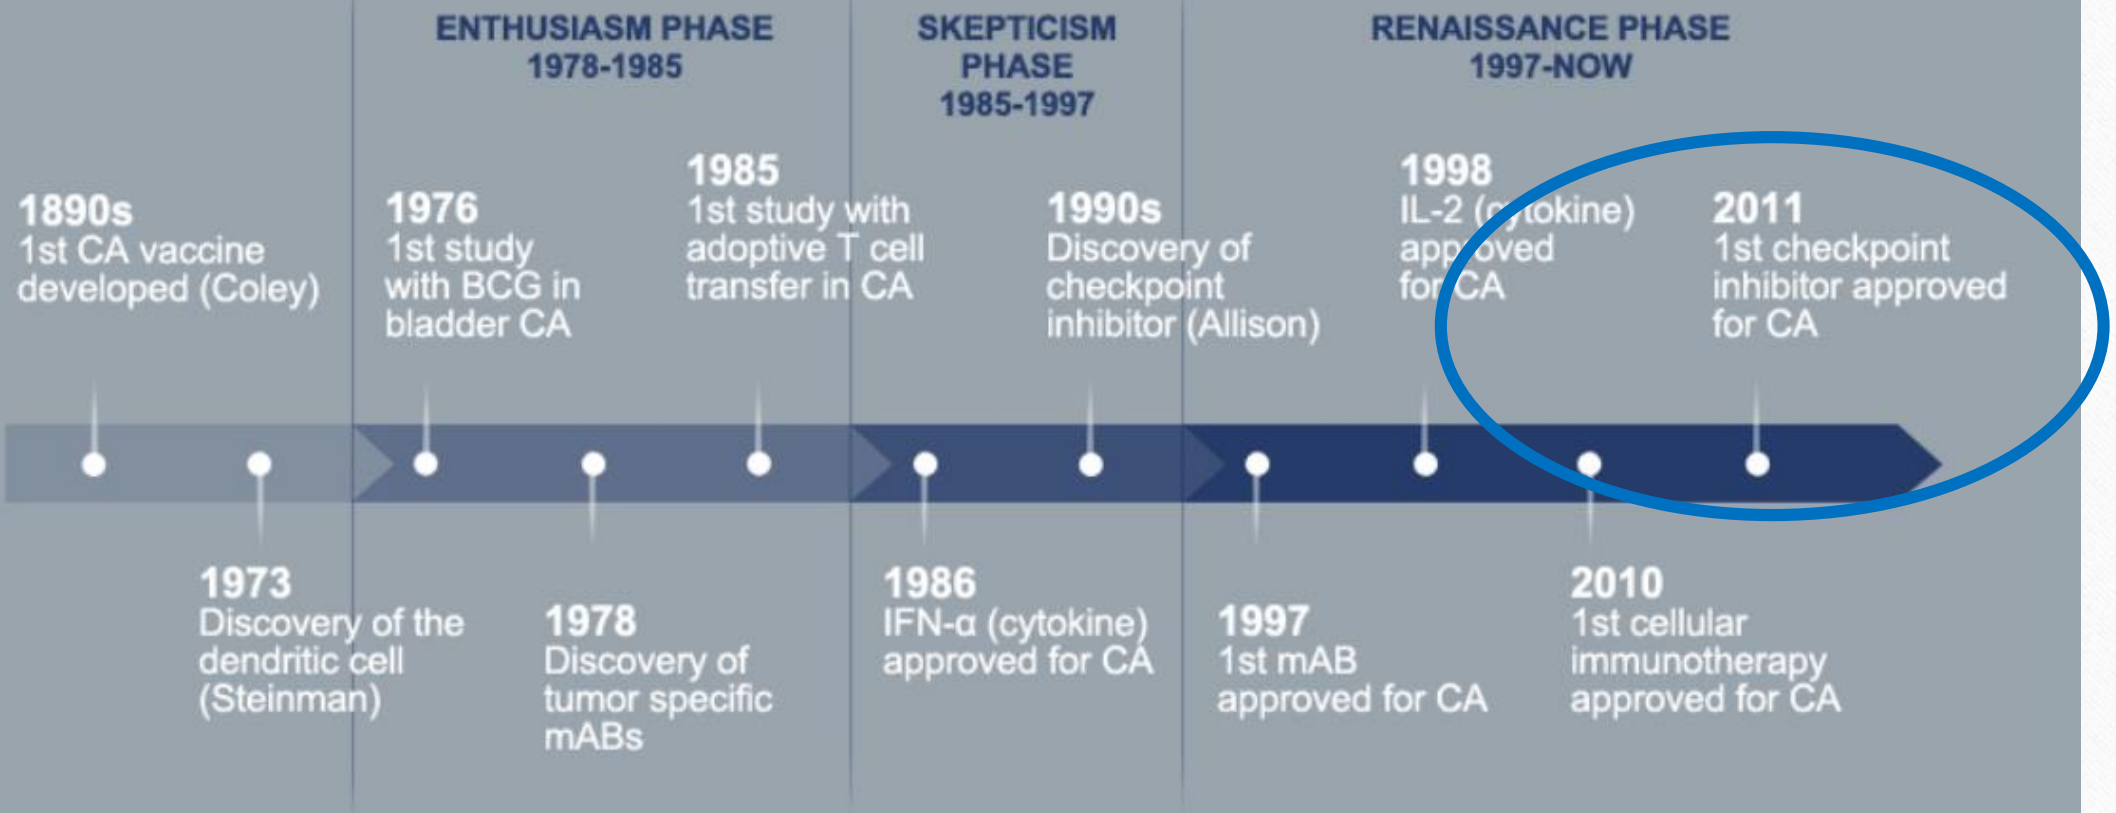 ENTHUSIASM PHASE
1978-1985
SKEPTICISM
PHASE
1985-1997
RENAISSANCE PHASE
1997-NOW
1890s
1st CA vaccine
developed (Coley)
1976
1st study
with BCG in
bladder CA
1985
1st study with
adoptive T cell
transfer in CA
1990s
Discovery of
checkpoint
inhibitor (Allison)
1998
IL-2 (cytokine)
approved
for CA
2011
1st checkpoint
inhibitor approved
for CA
1973
Discovery of the
dendritic cell
(Steinman)
1978
Discovery of
tumor specific
mABs
1986
IFN-α (cytokine)
approved for CA
1997
1st mAB
approved for CA
2010
1st cellular
immunotherapy
approved for CA